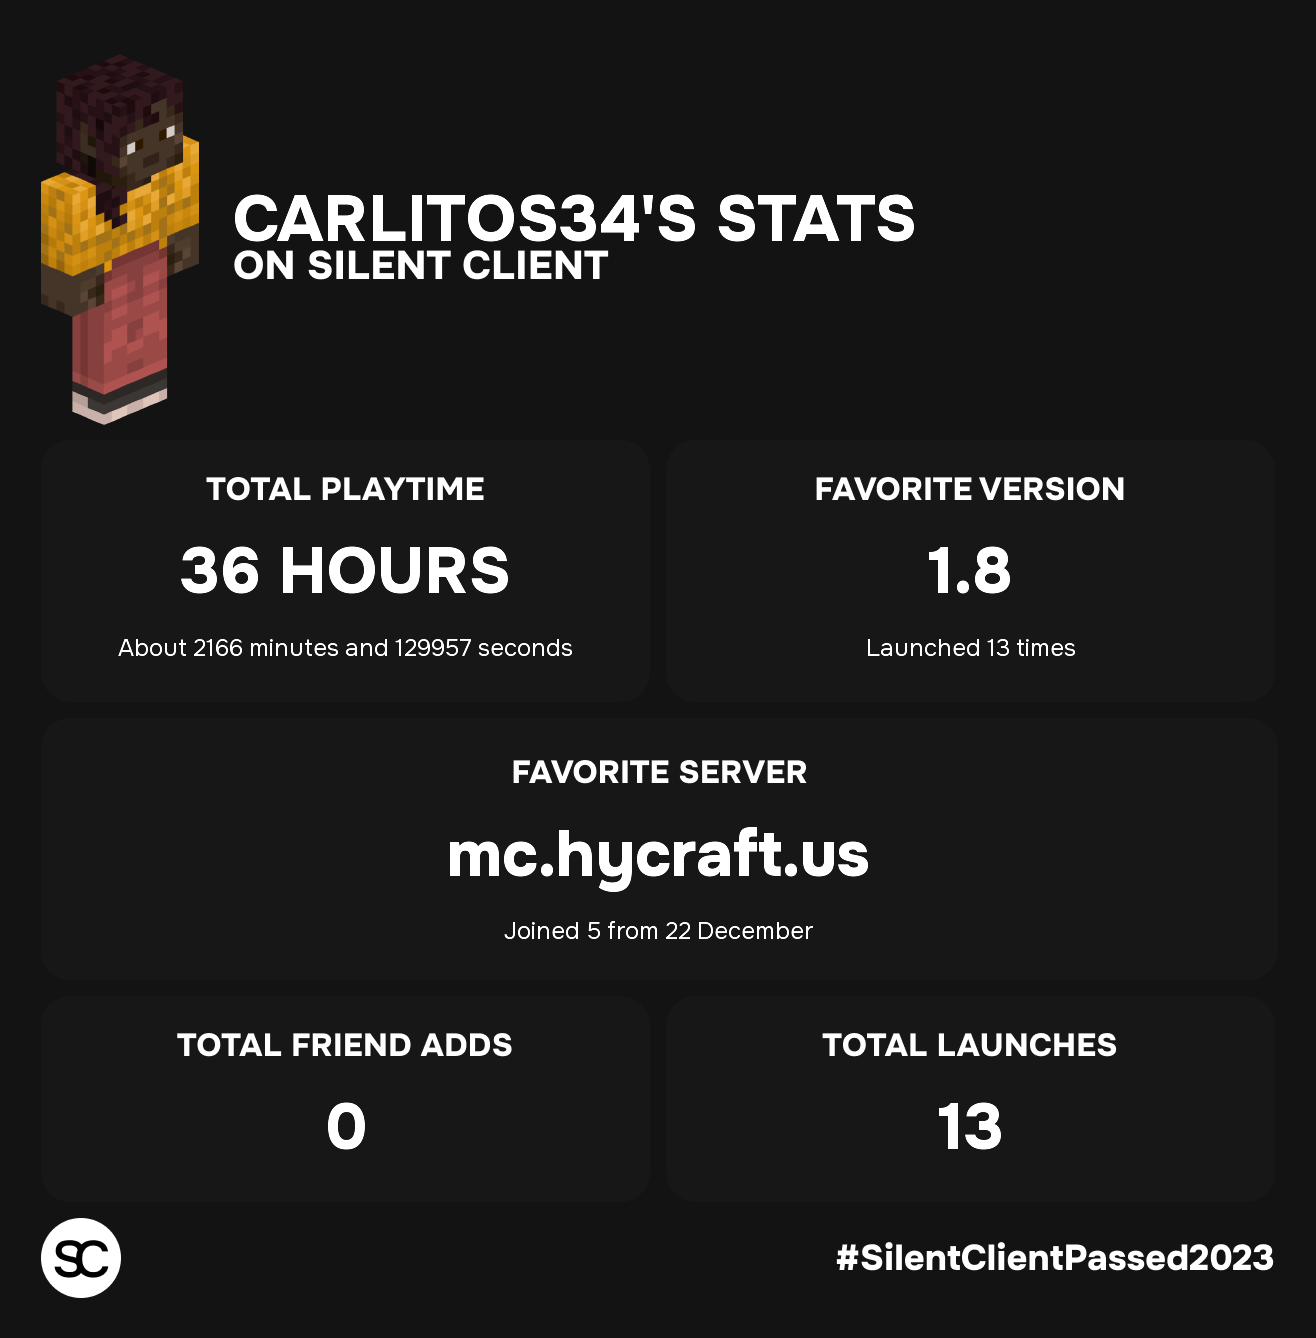 CARLITOS34'S STATS
ON SILENT CLIENT
TOTAL PLAYTIME
36 HOURS
About 2166 minutes and 129957 seconds
FAVORITE VERSION
1.8
Launched 13 times
FAVORITE SERVER
mc.hycraft.us
Joined 5 from 22 December
TOTAL FRIEND ADDS
0
TOTAL LAUNCHES
13
SC
#SilentClientPassed2023